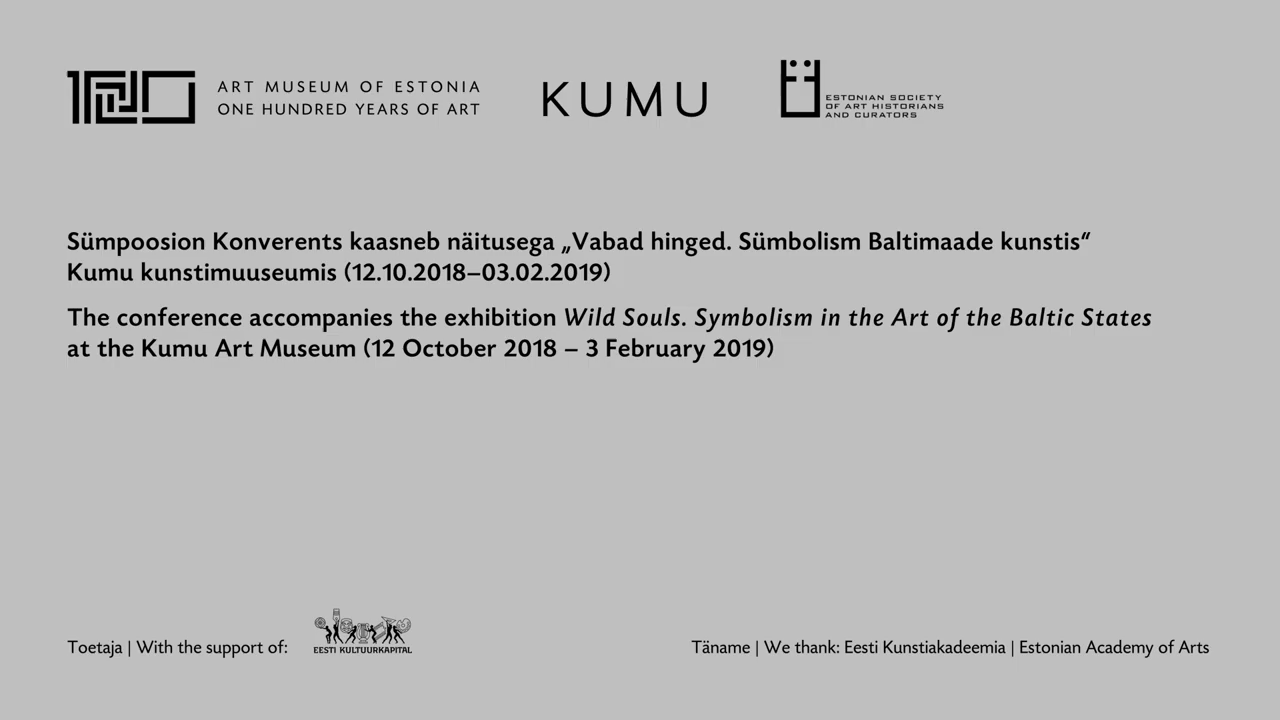 100
ART MUSEUM OF ESTONIA
ONE HUNDRED YEARS OF ART
KUMU
ESTONIAN SOCIETY
OF ART HISTORIANS
AND CURATORS
Sümpoosion Konverents kaasneb näitusega „Vabad hinged. Sümbolism Baltimaade kunstis“
Kumu kunstimuuseumis (12.10.2018–03.02.2019)
The conference accompanies the exhibition Wild Souls. Symbolism in the Art of the Baltic States
at the Kumu Art Museum (12 October 2018 – 3 February 2019)
Toetaja | With the support of:
EESTI KULTUURKAPITAL
Täname | We thank: Eesti Kunstiakadeemia | Estonian Academy of Arts